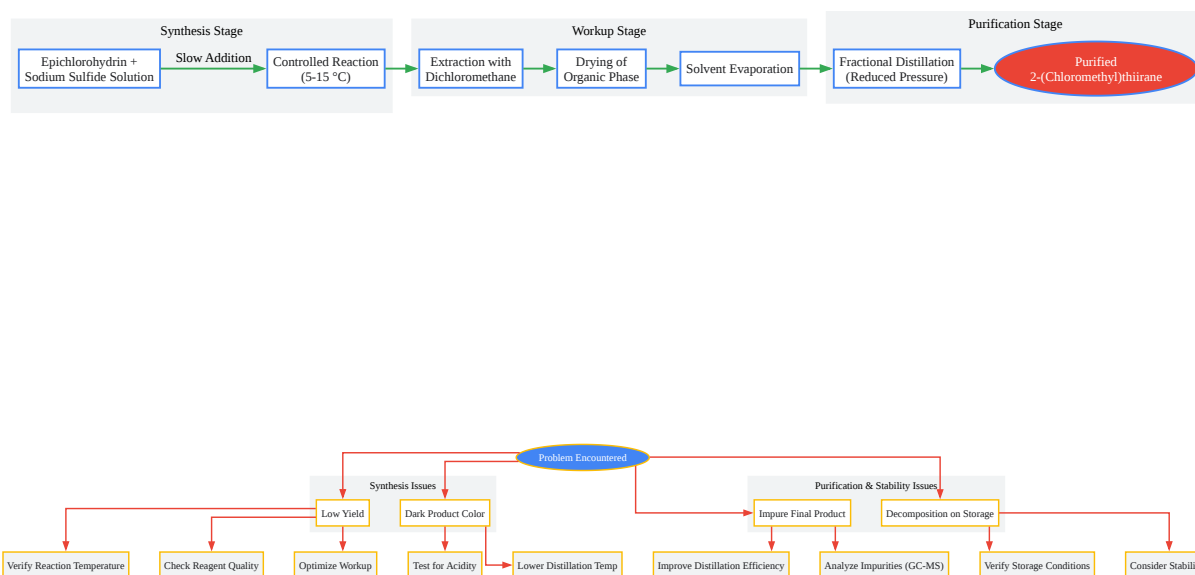 Synthesis Stage
Workup Stage
Purification Stage
Epichlorohydrin +
Sodium Sulfide Solution
Slow Addition
Controlled Reaction
(5-15 °C)
Extraction with
Dichloromethane
Drying of
Organic Phase
Solvent Evaporation
Fractional Distillation
(Reduced Pressure)
Purified
2-(Chloromethyl)thiirane
Problem Encountered
Synthesis Issues
Purification & Stability Issues
Low Yield
Dark Product Color
Impure Final Product
Decomposition on Storage
Verify Reaction Temperature
Check Reagent Quality
Optimize Workup
Test for Acidity
Lower Distillation Temp
Improve Distillation Efficiency
Analyze Impurities (GC-MS)
Verify Storage Conditions
Consider